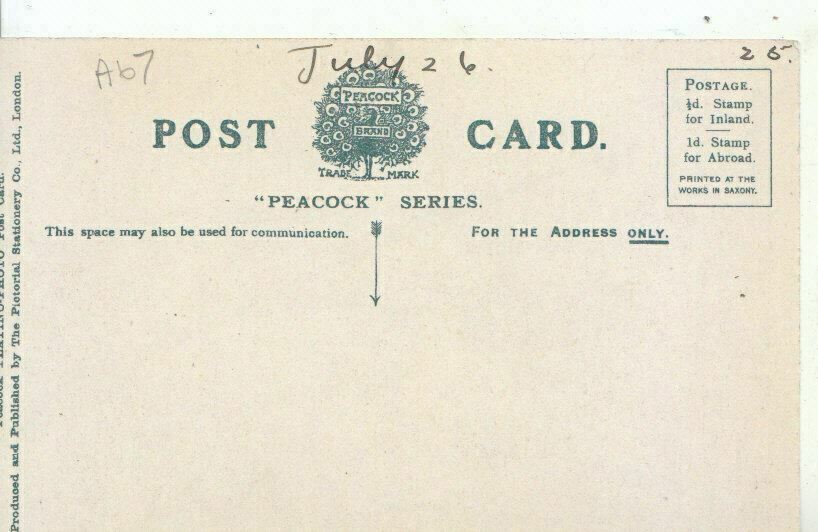 Ab7
July 26.
25.
POST CARD.
PEACOCK
BRAND
TRADE MARK
"PEACOCK" SERIES.
This space may also be used for communication.
FOR THE ADDRESS ONLY.
POSTAGE.
½d. Stamp
for Inland.
1d. Stamp
for Abroad.
PRINTED AT THE
WORKS IN SAXONY.
Post Card.
Produced and Published by The Pictorial Stationery Co., Ltd., London.